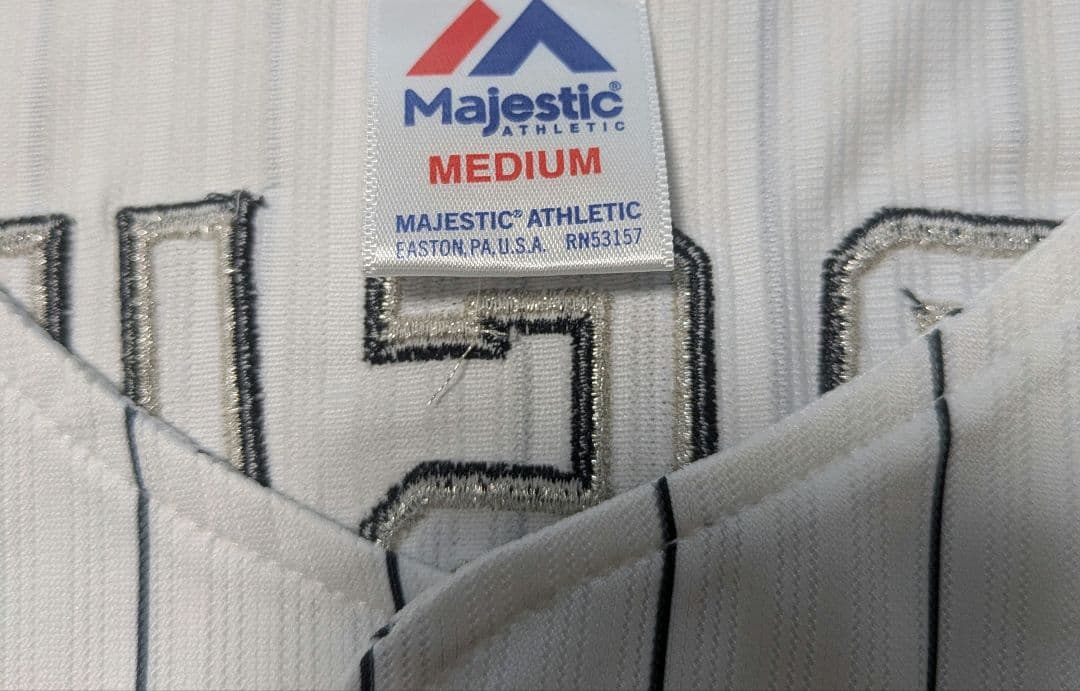 Majestic®
ATHLETIC
MEDIUM
MAJESTIC® ATHLETIC
EASTON, PA, U.S.A. RN53157